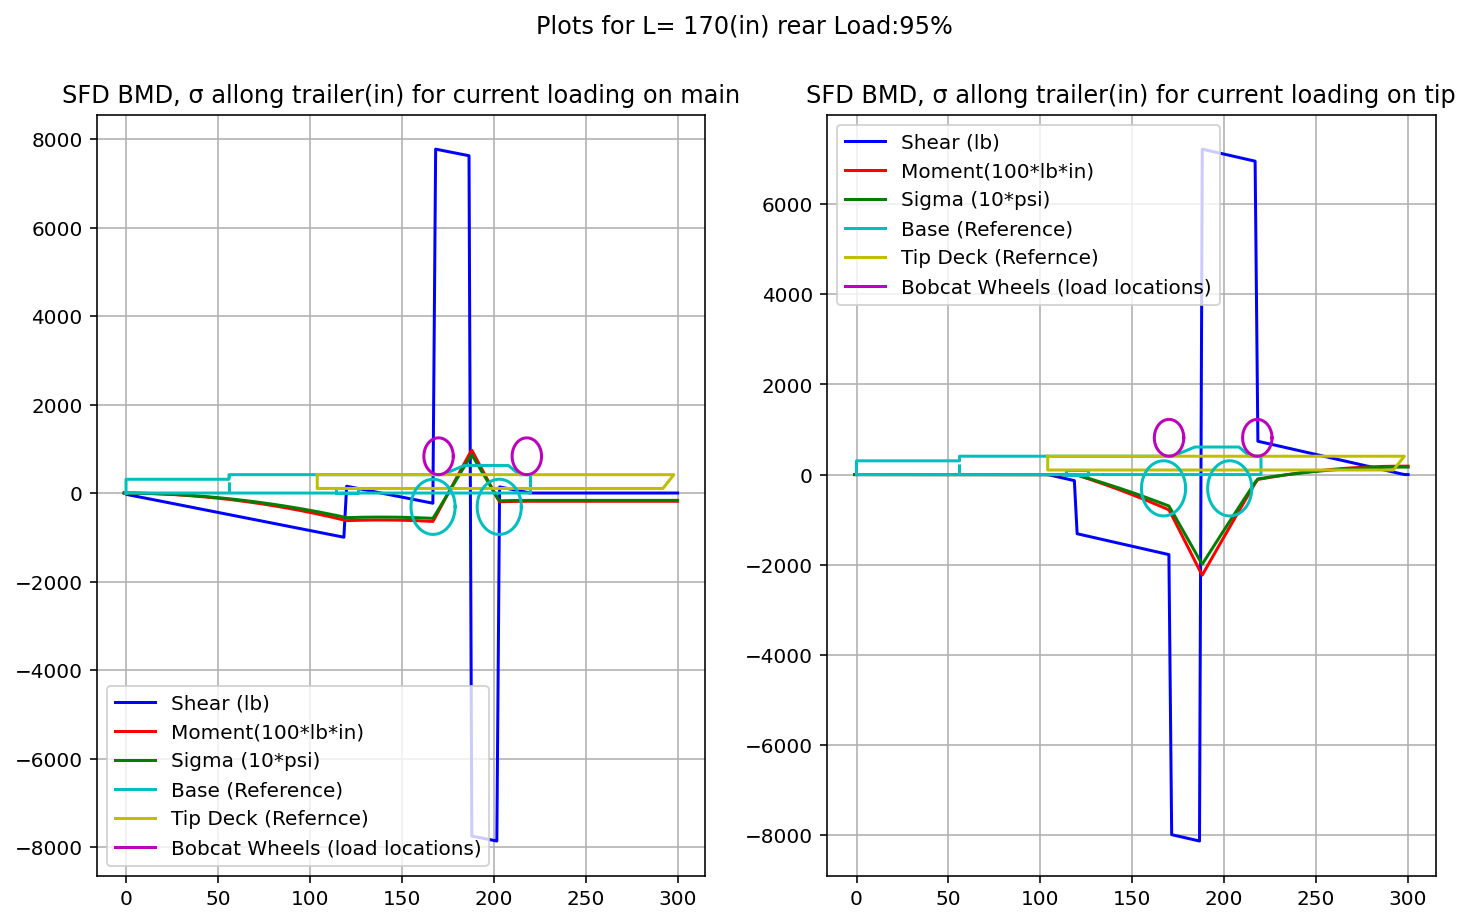 Plots for L= 170(in) rear Load:95%
SFD BMD, σ allong trailer(in) for current loading on main
8000
6000
4000
2000
0
−2000
−4000
−6000
−8000
0 50 100 150 200 250 300
Shear (lb)
Moment(100*lb*in)
Sigma (10*psi)
Base (Reference)
Tip Deck (Refernce)
Bobcat Wheels (load locations)
SFD BMD, σ allong trailer(in) for current loading on tip
Shear (lb)
Moment(100*lb*in)
Sigma (10*psi)
Base (Reference)
Tip Deck (Refernce)
Bobcat Wheels (load locations)
6000
4000
2000
0
−2000
−4000
−6000
−8000
0 50 100 150 200 250 300